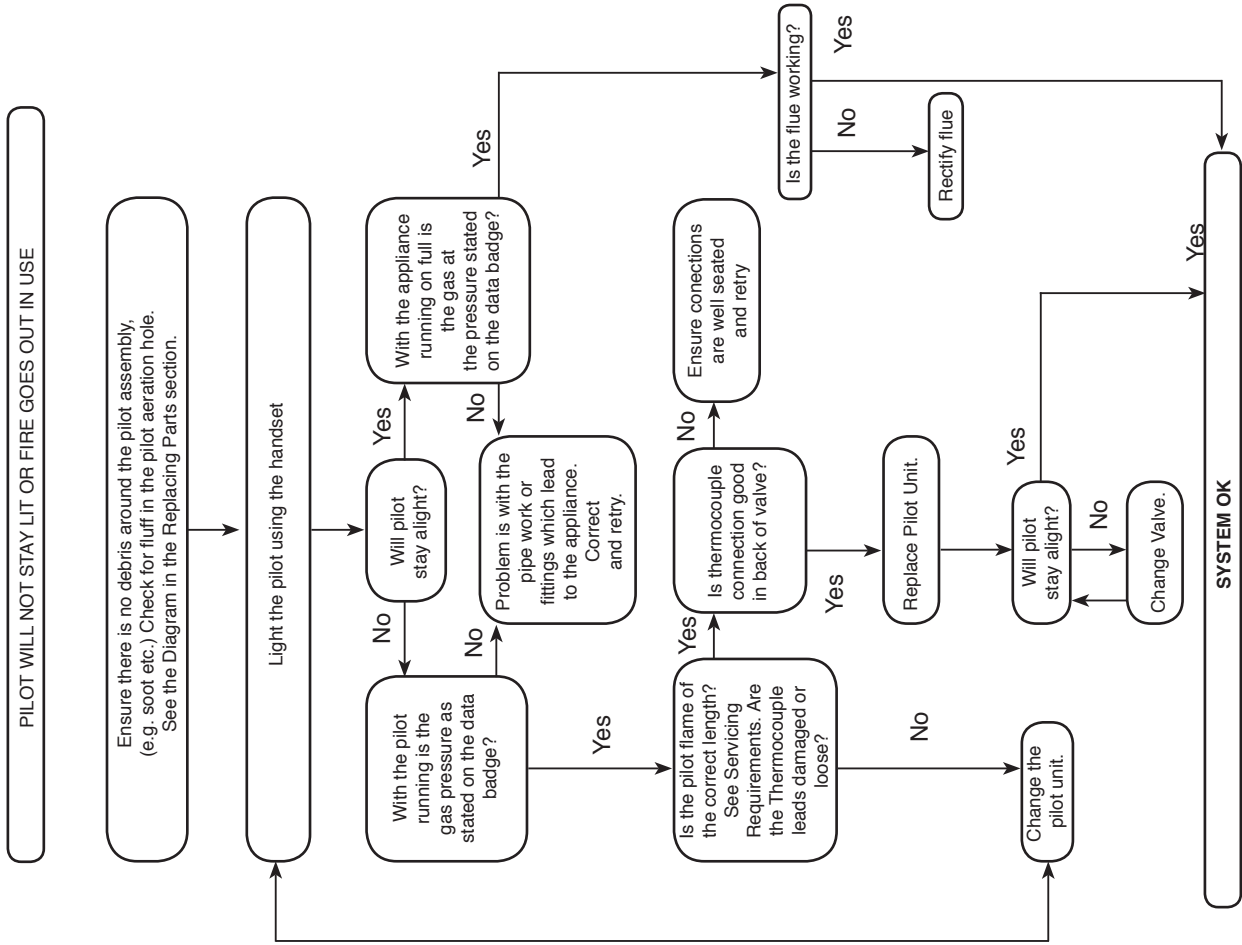 PILOT WILL NOT STAY LIT OR FIRE GOES OUT IN USE
Ensure there is no debris around the pilot assembly,
(e.g. soot etc.) Check for fluff in the pilot aeration hole.
See the Diagram in the Replacing Parts section.
Light the pilot using the handset
Will pilot
stay alight?
No
Yes
With the pilot
running is the
gas pressure as
stated on the data
badge?
No
Yes
Problem is with the
pipe work or
fittings which lead
to the appliance.
Correct
and retry.
With the appliance
running on full is
the gas at
the pressure stated
on the data badge?
No
Yes
Is the pilot flame of
the correct length?
See Servicing
Requirements. Are
the Thermocouple
leads damaged or
loose?
Yes
No
Is thermocouple
connection good
in back of valve?
No
Yes
Ensure conections
are well seated
and retry
Is the flue working?
No
Yes
Rectify flue
Replace Pilot Unit.
Change the
pilot unit.
Will pilot
stay alight?
Yes
No
Change Valve.
Yes
SYSTEM OK